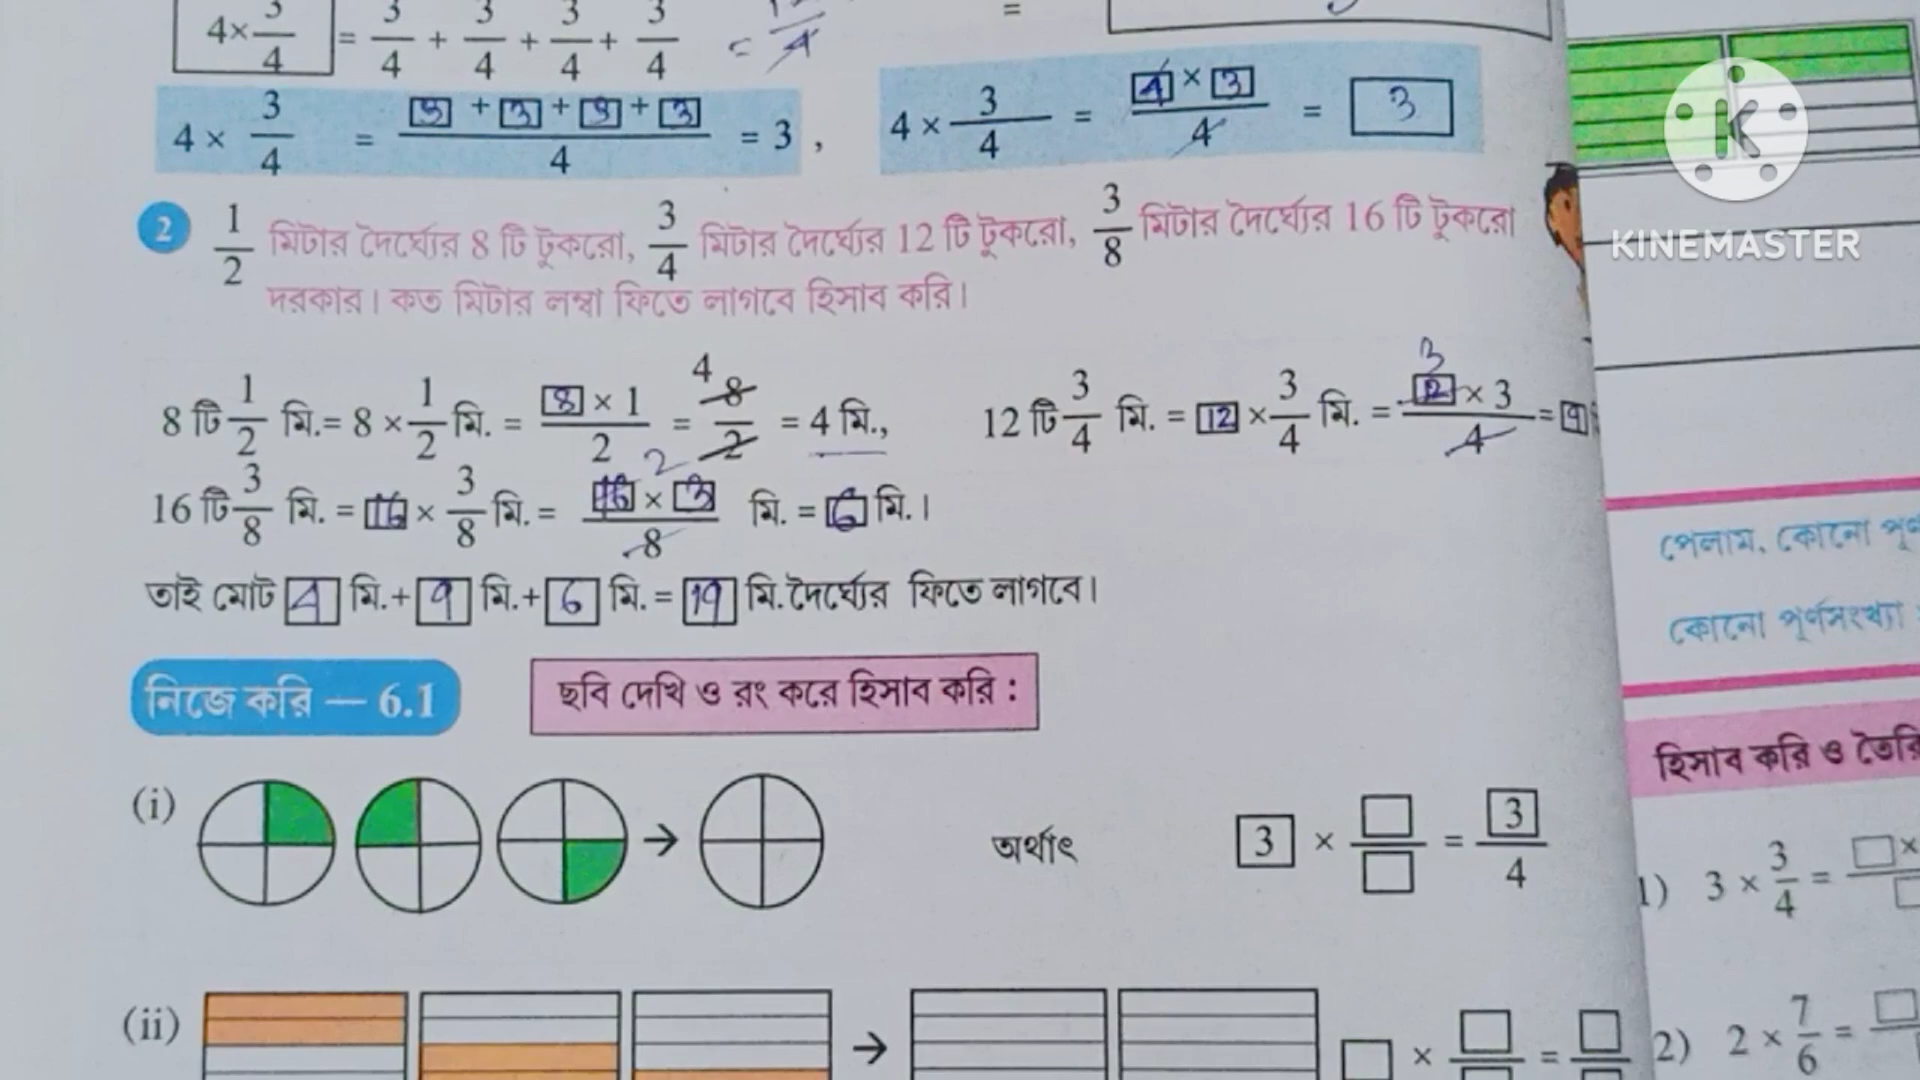 4 × 3/4 = 3/4 + 3/4 + 3/4 + 3/4 =
4 × 3/4 = (3 + 3 + 3 + 3)/4 = 3 , 4 × 3/4 = (4 × 3)/4 = 3
KINEMASTER
2 1/2 মিটার দৈর্ঘ্যের 8 টি টুকরো, 3/4 মিটার দৈর্ঘ্যের 12 টি টুকরো, 3/8 মিটার দৈর্ঘ্যের 16 টি টুকরো
দরকার। কত মিটার লম্বা ফিতে লাগবে হিসাব করি।
8 টি 1/2 মি. = 8 × 1/2 মি. = (8 × 1)/2 = 8/2 = 4 মি., 12 টি 3/4 মি. = 12 × 3/4 মি. = (12 × 3)/4 = 9
16 টি 3/8 মি. = 16 × 3/8 মি. = (16 × 3)/8 মি. = 6 মি.।
তাই মোট 4 মি. + 9 মি. + 6 মি. = 19 মি. দৈর্ঘ্যের ফিতে লাগবে।
নিজে করি — 6.1 ছবি দেখি ও রং করে হিসাব করি :
(i) → অর্থাৎ 3 × □/□ = 3/4
(ii) → □ × □/□ = □/□
পেলাম, কোনো
কোনো পূর্ণসংখ্যা
হিসাব করি ও
1) 3 × 3/4 = □ ×
2) 2 × 7/6 = □